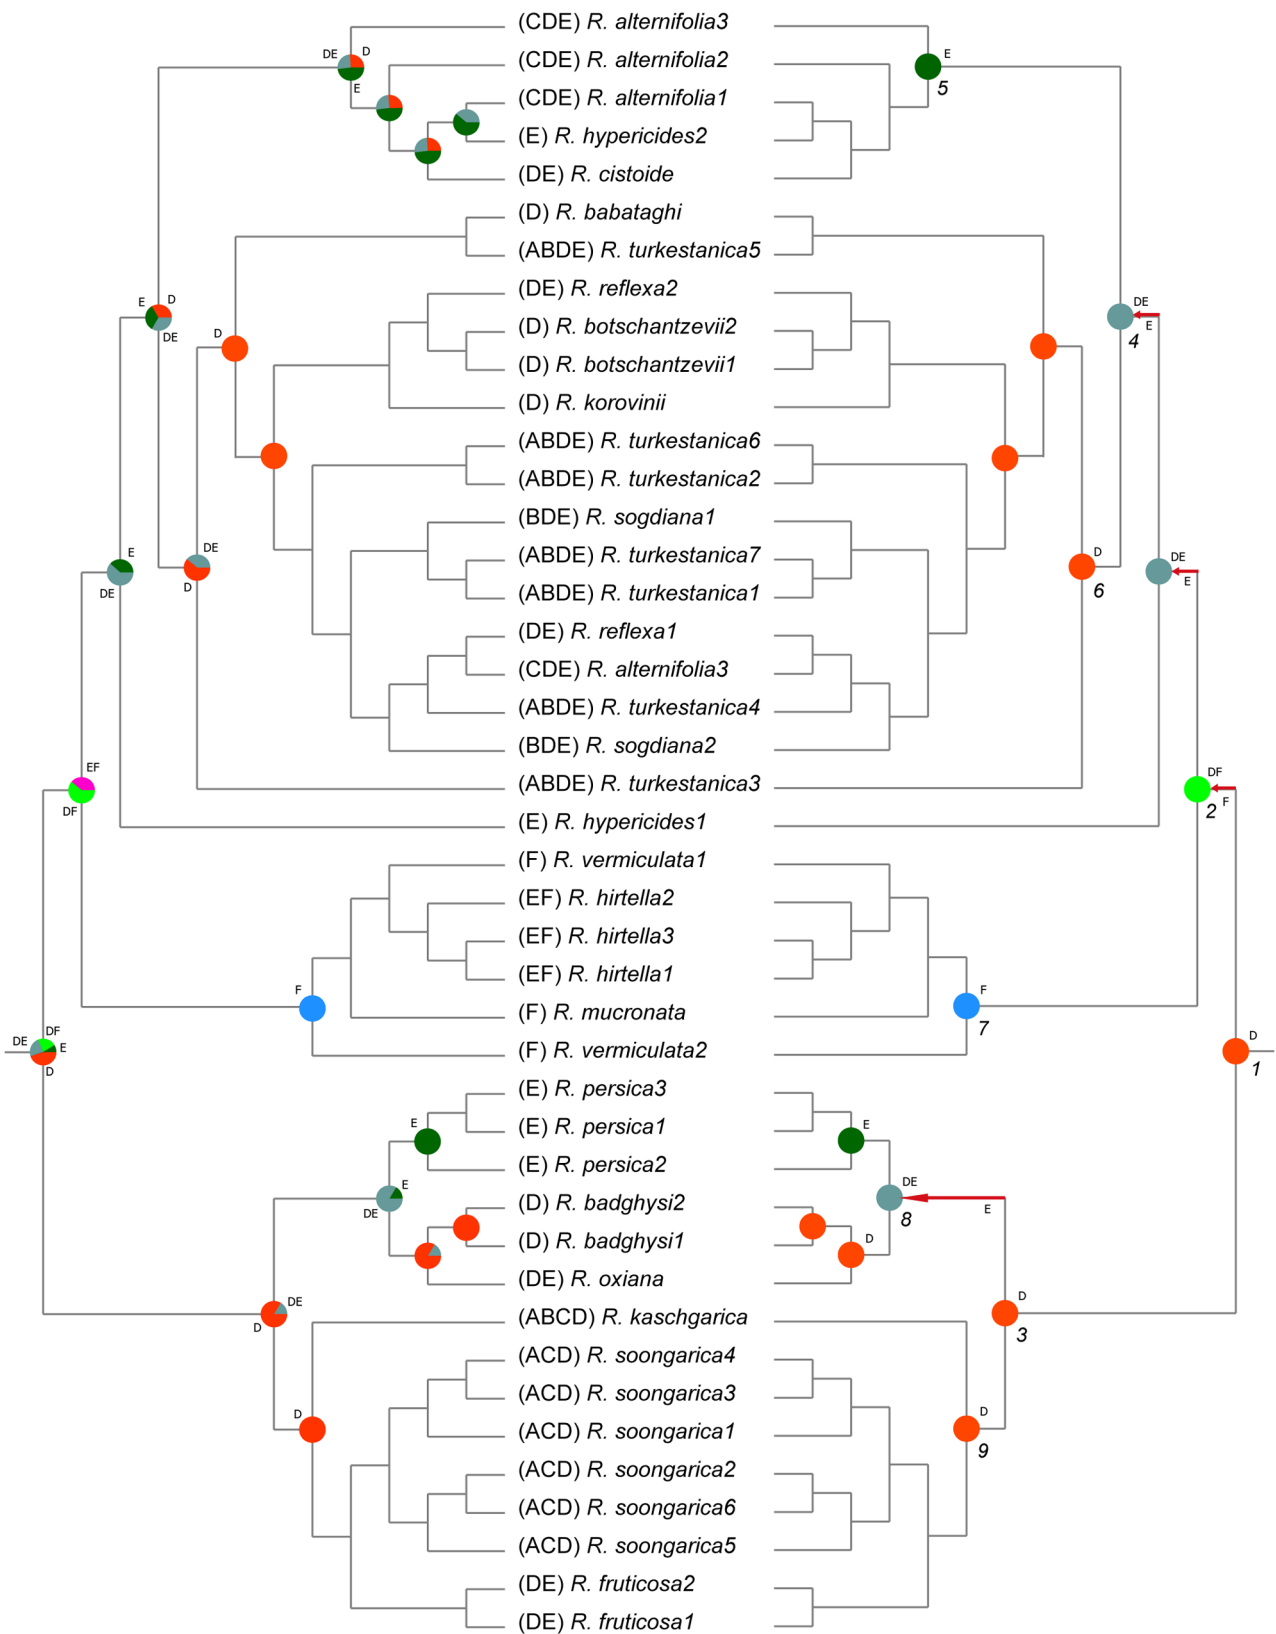 (CDE) R. alternifolia3
DE D E
(CDE) R. alternifolia2
E
5
(CDE) R. alternifolia1
(E) R. hypericides2
(DE) R. cistoide
(D) R. babataghi
(ABDE) R. turkestanica5
(DE) R. reflexa2
E D DE
(D) R. botschantzevii2
D
DE E
4
(D) R. botschantzevii1
(D) R. korovinii
(ABDE) R. turkestanica6
(ABDE) R. turkestanica2
(BDE) R. sogdiana1
(ABDE) R. turkestanica7
E DE
DE D
D
6
DE E
(ABDE) R. turkestanica1
(DE) R. reflexa1
(CDE) R. alternifolia3
(ABDE) R. turkestanica4
(BDE) R. sogdiana2
EF DF
(ABDE) R. turkestanica3
DF F
2
(E) R. hypericides1
(F) R. vermiculata1
(EF) R. hirtella2
(EF) R. hirtella3
(EF) R. hirtella1
F
(F) R. mucronata
F
7
DE DF E D
(F) R. vermiculata2
D
1
(E) R. persica3
E
(E) R. persica1
E
(E) R. persica2
E DE
(D) R. badghysi2
DE E
8
(D) R. badghysi1
D
(DE) R. oxiana
DE D
(ABCD) R. kaschgarica
D
3
(ACD) R. soongarica4
(ACD) R. soongarica3
D
(ACD) R. soongarica1
D
9
(ACD) R. soongarica2
(ACD) R. soongarica6
(ACD) R. soongarica5
(DE) R. fruticosa2
(DE) R. fruticosa1